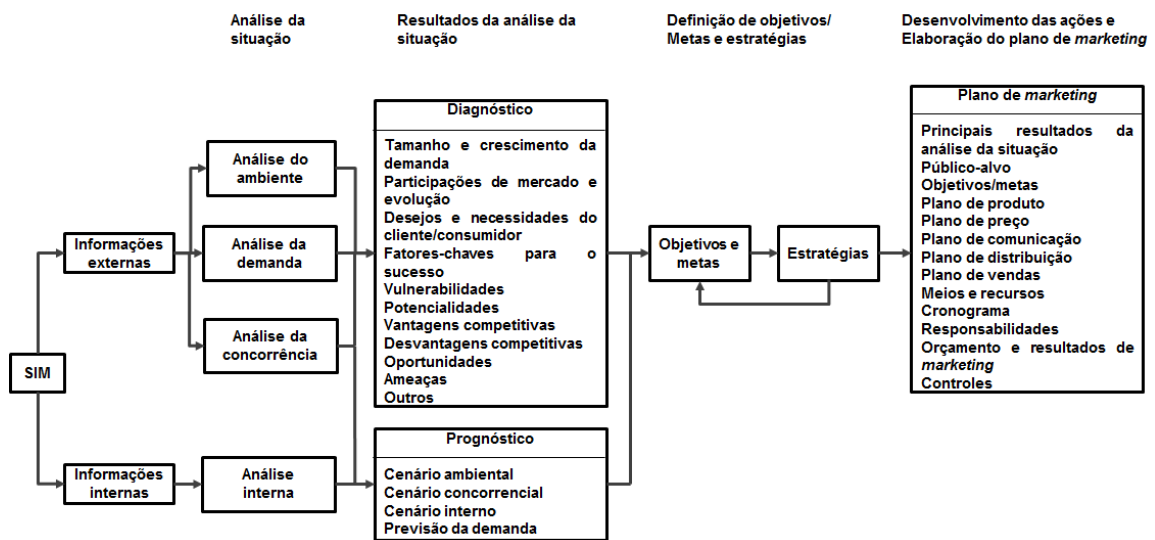 Análise da
situação
Resultados da análise da
situação
Definição de objetivos/
Metas e estratégias
Desenvolvimento das ações e
Elaboração do plano de marketing
SIM
Informações
externas
Informações
internas
Análise do
ambiente
Análise da
demanda
Análise da
concorrência
Análise
interna
Diagnóstico
Tamanho e crescimento da
demanda
Participações de mercado e
evolução
Desejos e necessidades do
cliente/consumidor
Fatores-chaves para o
sucesso
Vulnerabilidades
Potencialidades
Vantagens competitivas
Desvantagens competitivas
Oportunidades
Ameaças
Outros
Prognóstico
Cenário ambiental
Cenário concorrencial
Cenário interno
Previsão da demanda
Objetivos e
metas
Estratégias
Plano de marketing
Principais resultados da
análise da situação
Público-alvo
Objetivos/metas
Plano de produto
Plano de preço
Plano de comunicação
Plano de distribuição
Plano de vendas
Meios e recursos
Cronograma
Responsabilidades
Orçamento e resultados de
marketing
Controles